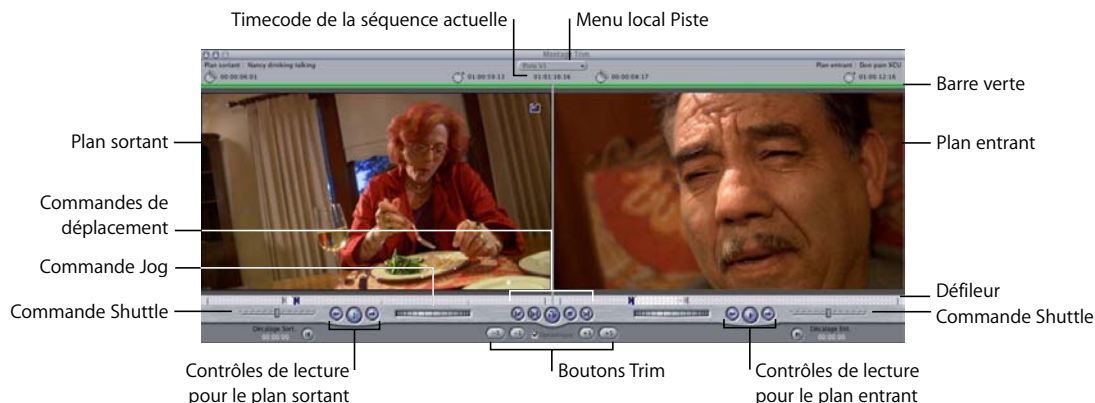 Timecode de la séquence actuelle
Menu local Piste
Montage Trim
Plan sortant : Nancy drinking talking
Piste V1
Plan entrant : Don pain XCU
00:00:06:01
01:00:59:12
01:01:16:16
00:00:04:17
01:00:12:16
Barre verte
Plan sortant
Plan entrant
Commandes de
déplacement
Commande Jog
Commande Shuttle
Défileur
Commande Shuttle
Décalage Sort.
00:00:00
Décalage Ent.
00:00:00
Contrôles de lecture
pour le plan sortant
Boutons Trim
Contrôles de lecture
pour le plan entrant